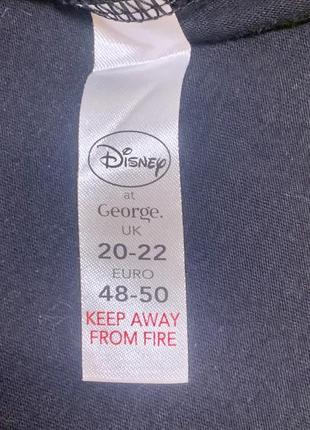 Disney
at
George.
UK
20-22
EURO
48-50
KEEP AWAY
FROM FIRE